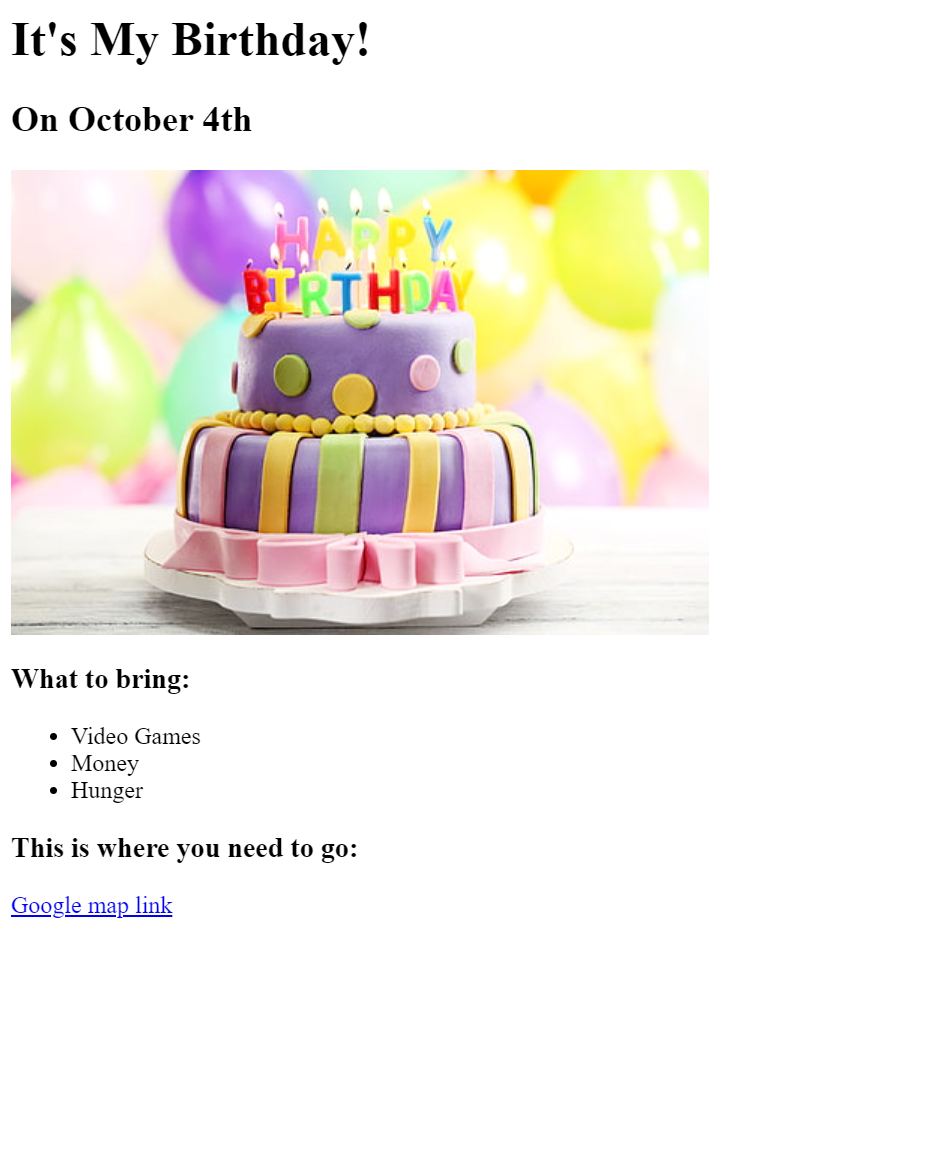 It's My Birthday!
On October 4th
HAPPY
BIRTHDAY
What to bring:
Video Games
Money
Hunger
This is where you need to go:
Google map link